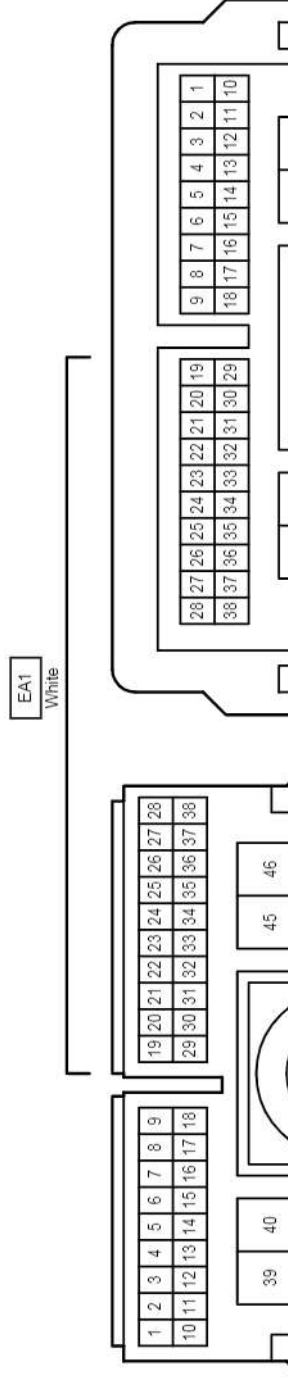 EA1
White
1 2 3 4 5 6 7 8 9 19 20 21 22 23 24 25 26 27 28
10 11 12 13 14 15 16 17 18 29 30 31 32 33 34 35 36 37 38
39 40 45 46
28 27 26 25 24 23 22 21 20 19 9 8 7 6 5 4 3 2 1
38 37 36 35 34 33 32 31 30 29 18 17 16 15 14 13 12 11 10